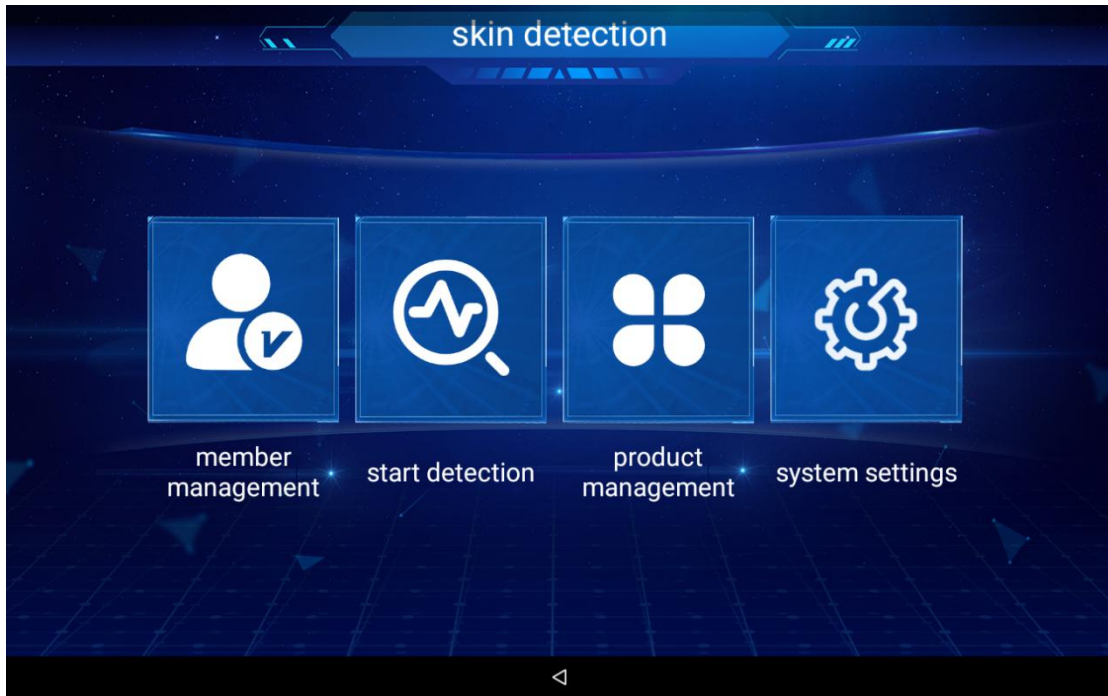 skin detection
member
management
start detection
product
management
system settings